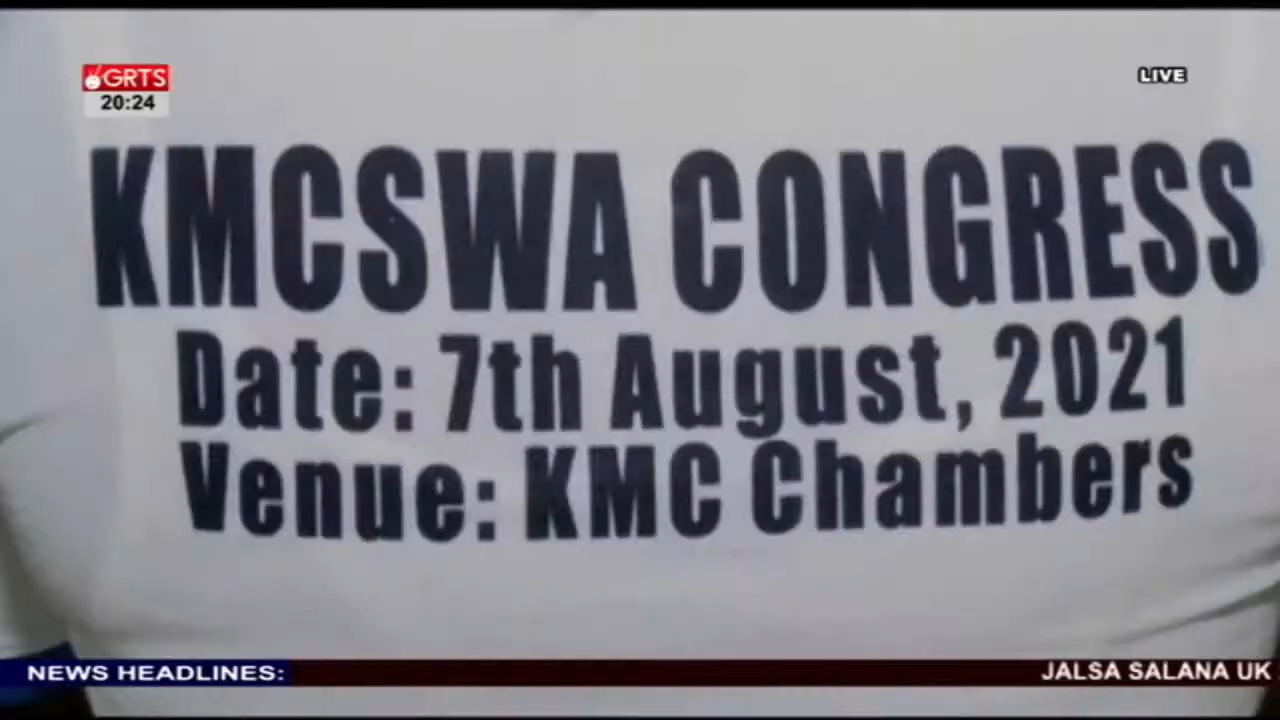 GRTS
20:24
LIVE
KMCSWA CONGRESS
Date: 7th August, 2021
Venue: KMC Chambers
NEWS HEADLINES:
JALSA SALANA UK